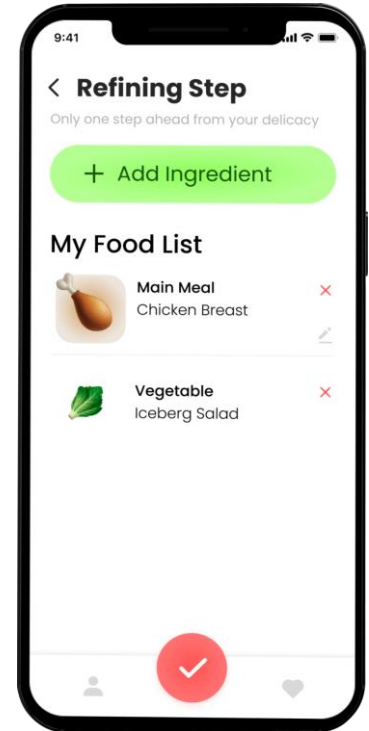 9:41
Refining Step
Only one step ahead from your delicacy
+ Add Ingredient
My Food List
Main Meal
Chicken Breast
Vegetable
Iceberg Salad